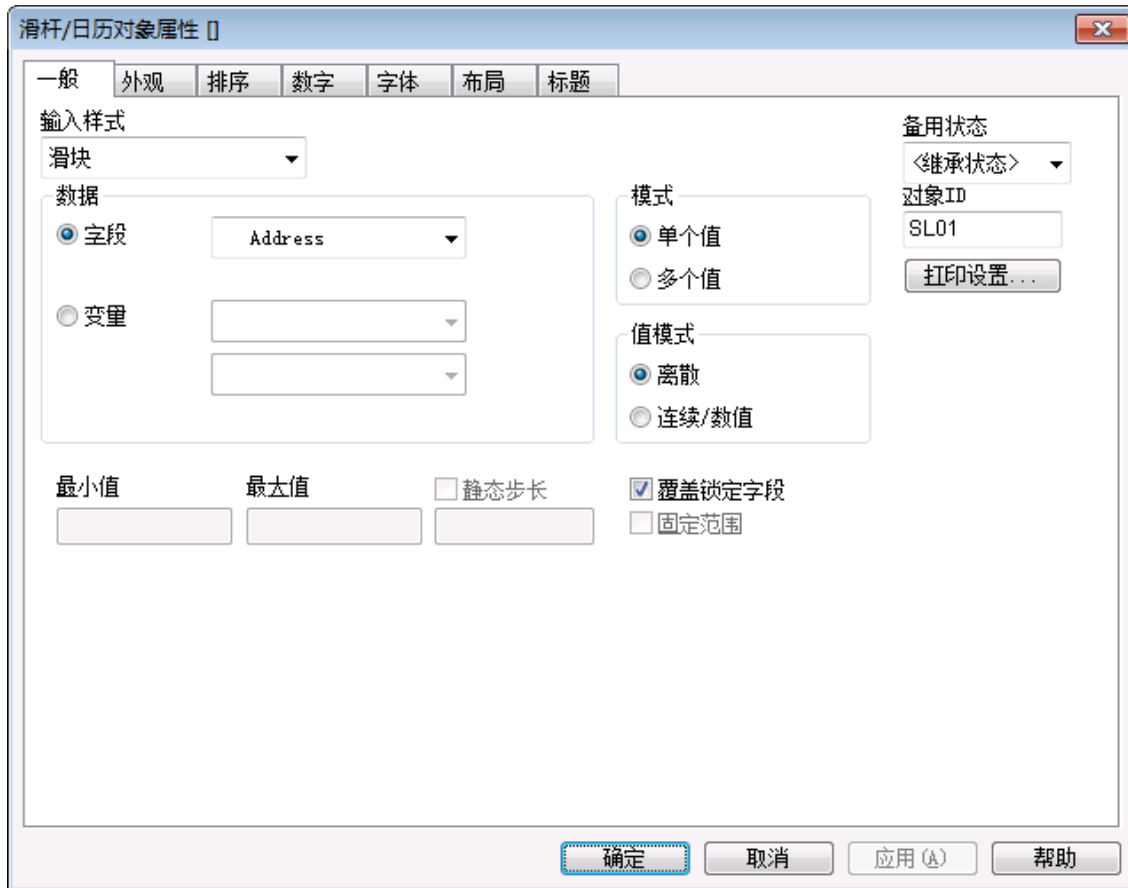 滑杆/日历对象属性 []
一般 外观 排序 数字 字体 布局 标题
输入样式
滑块
备用状态
<继承状态>
对象ID
SL01
打印设置...
数据
字段 Address
变量
模式
单个值
多个值
值模式
离散
连续/数值
最小值 最大值 静态步长
覆盖锁定字段
固定范围
确定 取消 应用(A) 帮助